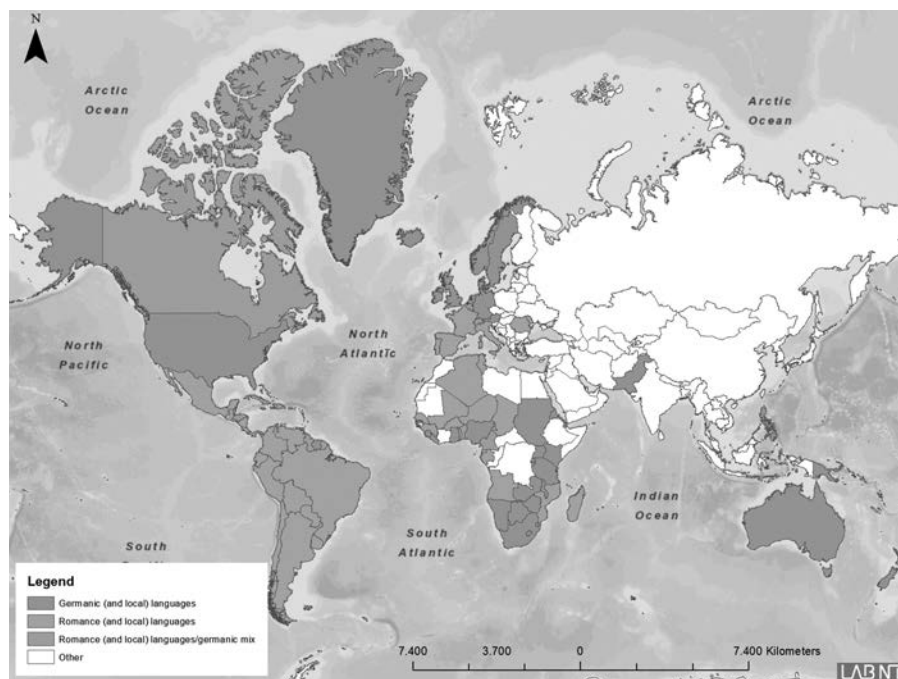 N
Arctic
Ocean
Arctic
Ocean
North
Pacific
North
Atlantic
Indian
Ocean
South
Atlantic
South
Legend
Germanic (and local) languages
Romance (and local) languages
Romance (and local) languages/germanic mix
Other
7.400 3.700 0 7.400 Kilometers
LABNT